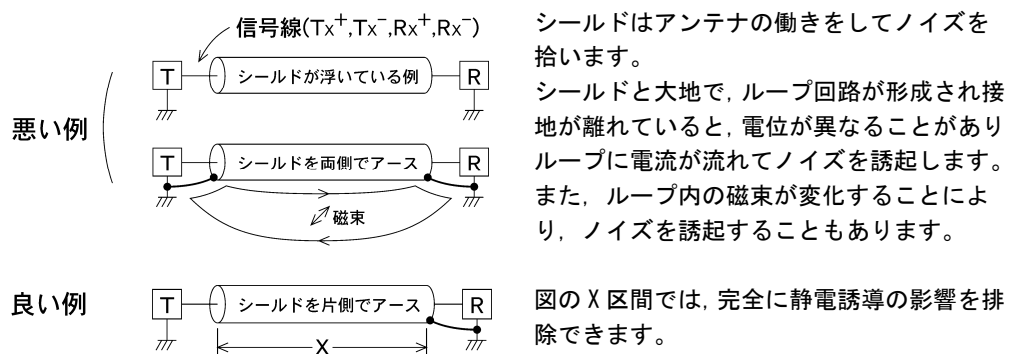 信号線(Tx⁺,Tx⁻,Rx⁺,Rx⁻)
悪い例
T シールドが浮いている例 R
シールドはアンテナの働きをしてノイズを
拾います。
T シールドを両側でアース R
磁束
シールドと大地で, ループ回路が形成され接
地が離れていると, 電位が異なることがあり
ループに電流が流れてノイズを誘起します。
また, ループ内の磁束が変化することによ
り, ノイズを誘起することもあります。
良い例
T シールドを片側でアース R
X
図の X 区間では, 完全に静電誘導の影響を排
除できます。